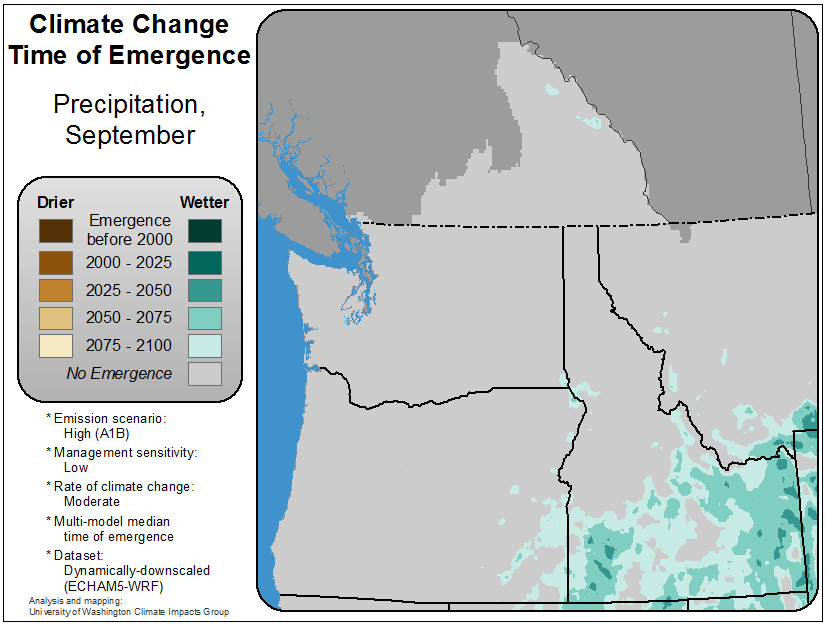 Climate Change
Time of Emergence
Precipitation,
September
Drier Wetter
Emergence
before 2000
2000 - 2025
2025 - 2050
2050 - 2075
2075 - 2100
No Emergence
* Emission scenario:
High (A1B)
* Management sensitivity:
Low
* Rate of climate change:
Moderate
* Multi-model median
time of emergence
* Dataset:
Dynamically-downscaled
(ECHAM5-WRF)
Analysis and mapping:
University of Washington Climate Impacts Group